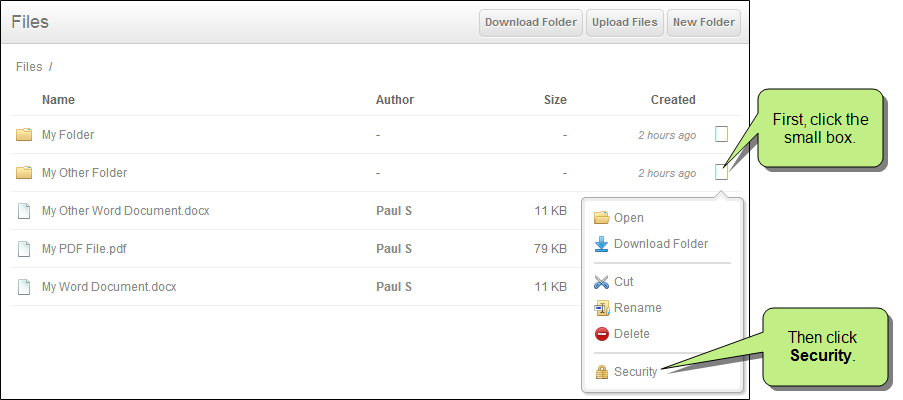 Files Download Folder Upload Files New Folder
Files /
Name Author Size Created
My Folder - - 2 hours ago
My Other Folder - - 2 hours ago
My Other Word Document.docx Paul S 11 KB
My PDF File.pdf Paul S 79 KB
My Word Document.docx Paul S 11 KB
Open
Download Folder
Cut
Rename
Delete
Security
First, click the
small box.
Then click
Security.